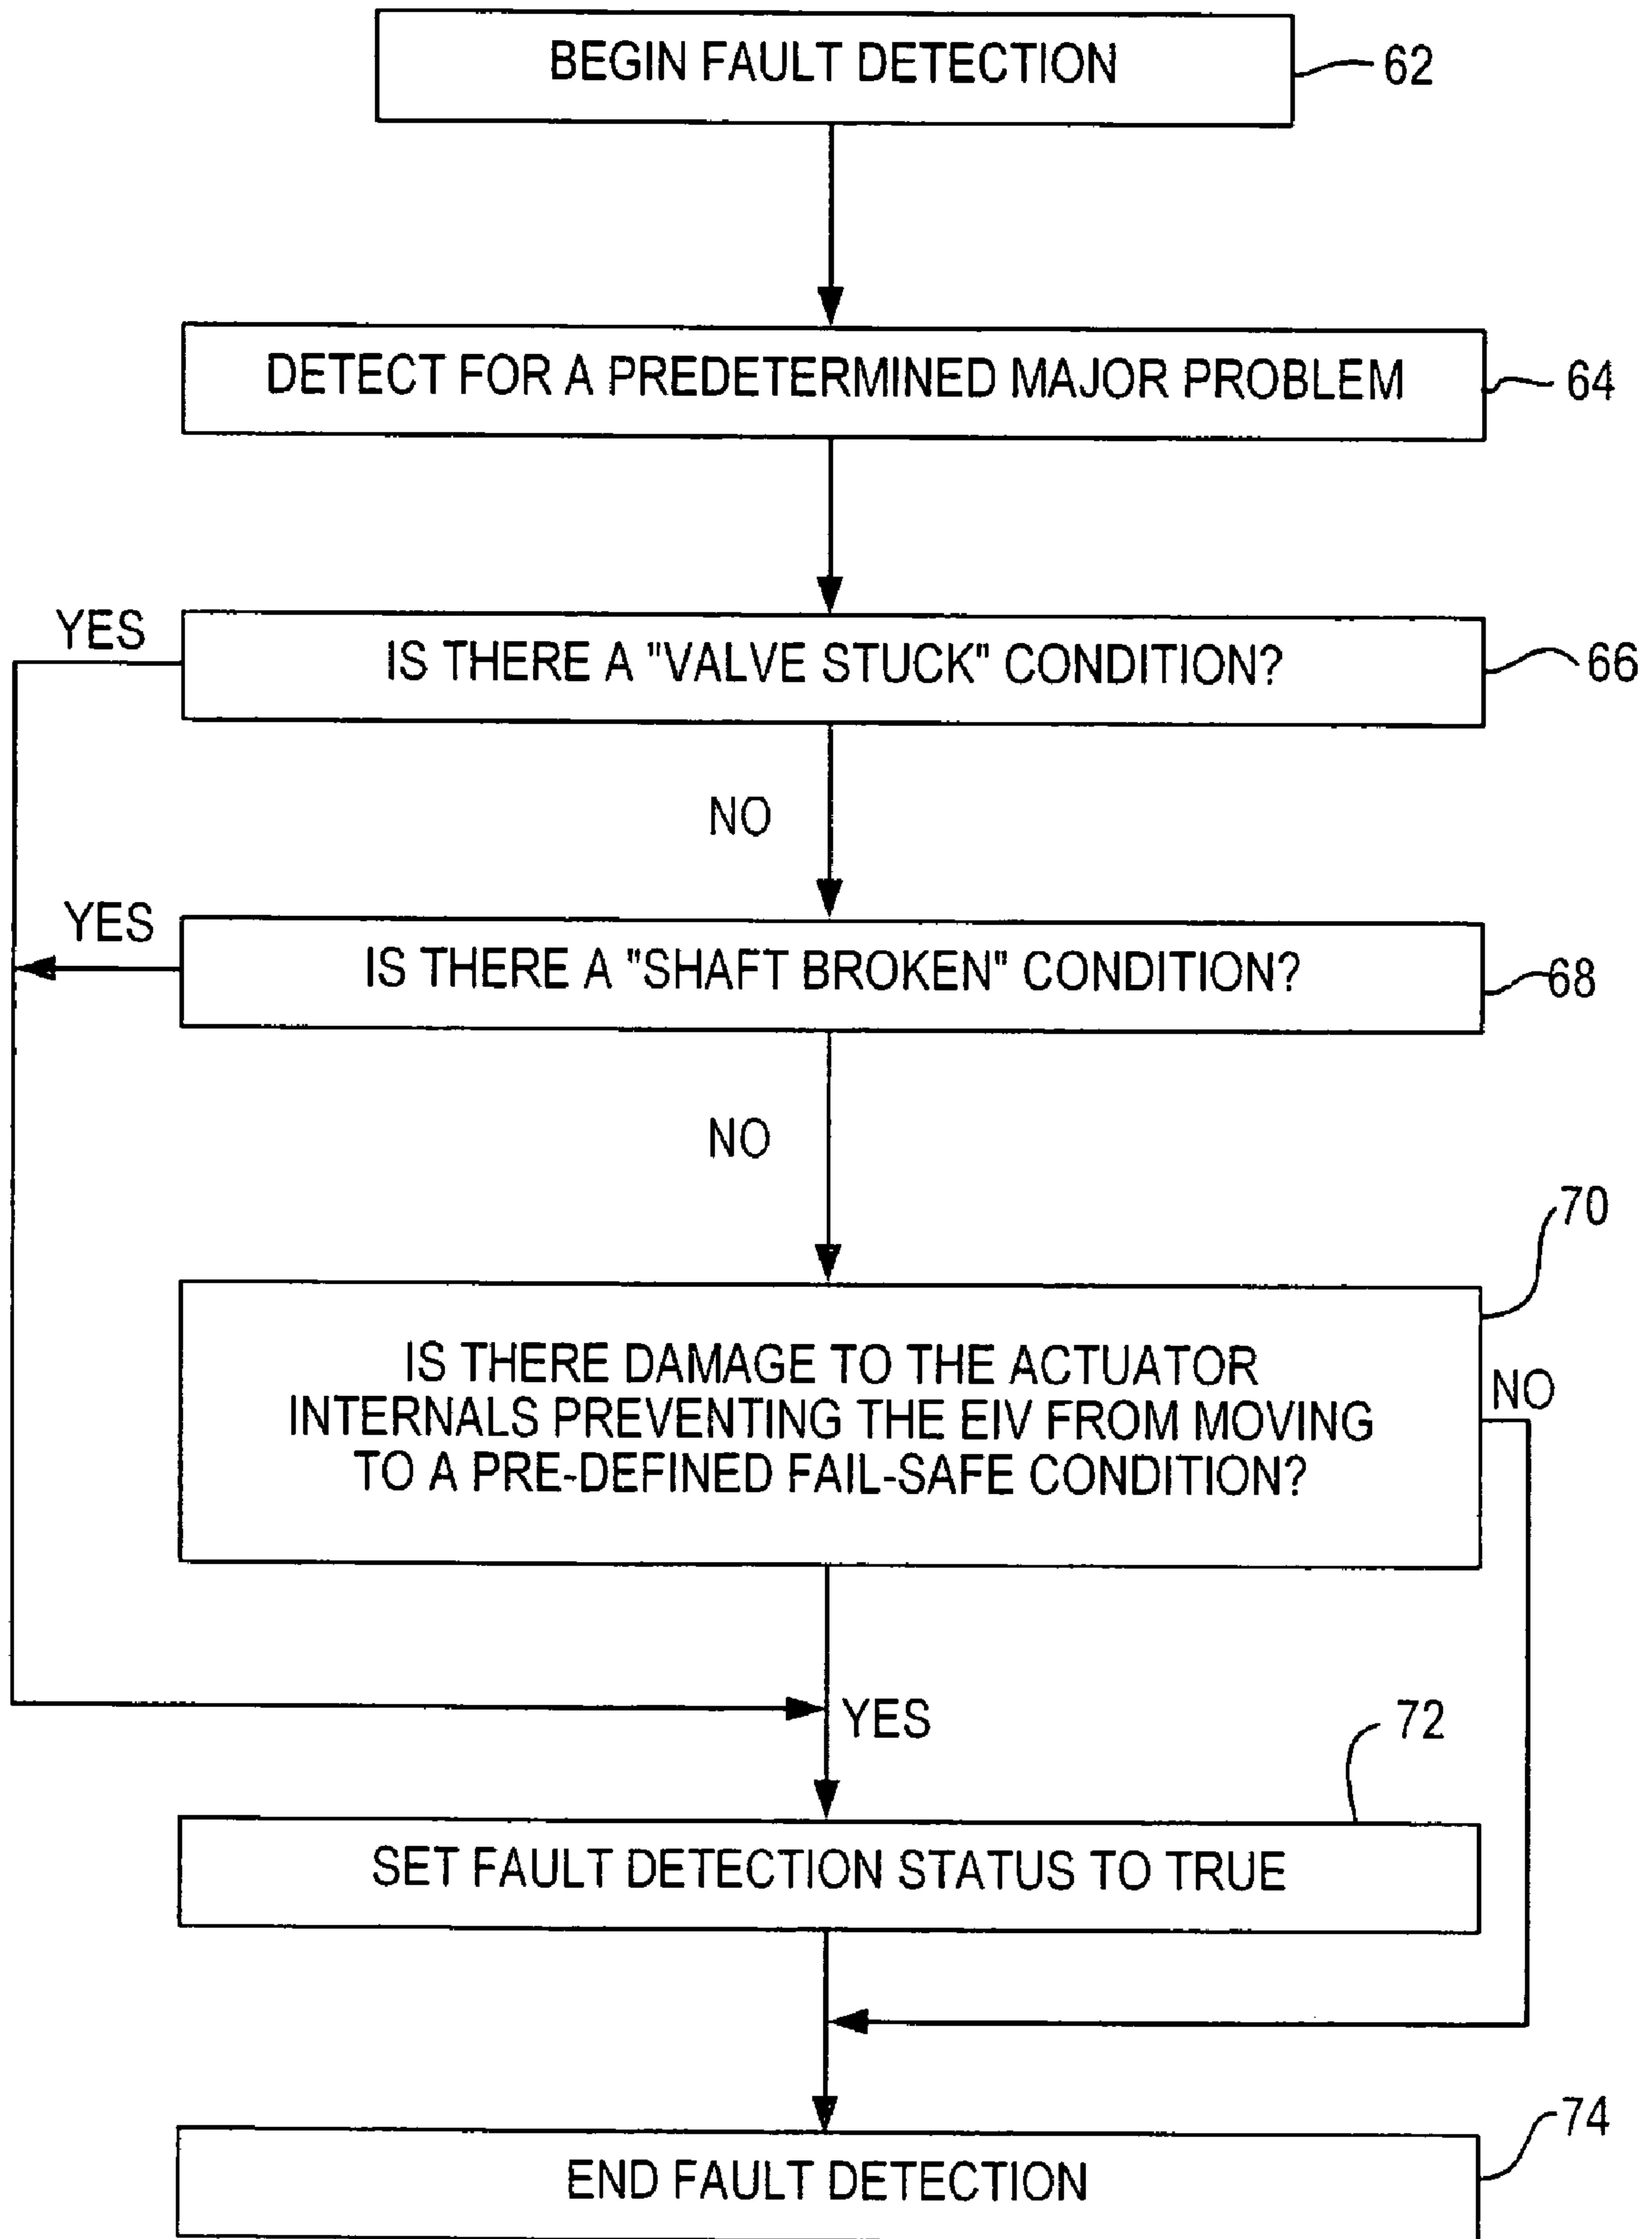 BEGIN FAULT DETECTION
62
DETECT FOR A PREDETERMINED MAJOR PROBLEM
64
YES
IS THERE A "VALVE STUCK" CONDITION?
66
NO
YES
IS THERE A "SHAFT BROKEN" CONDITION?
68
NO
70
IS THERE DAMAGE TO THE ACTUATOR
INTERNALS PREVENTING THE EIV FROM MOVING
TO A PRE-DEFINED FAIL-SAFE CONDITION?
NO
YES
72
SET FAULT DETECTION STATUS TO TRUE
74
END FAULT DETECTION